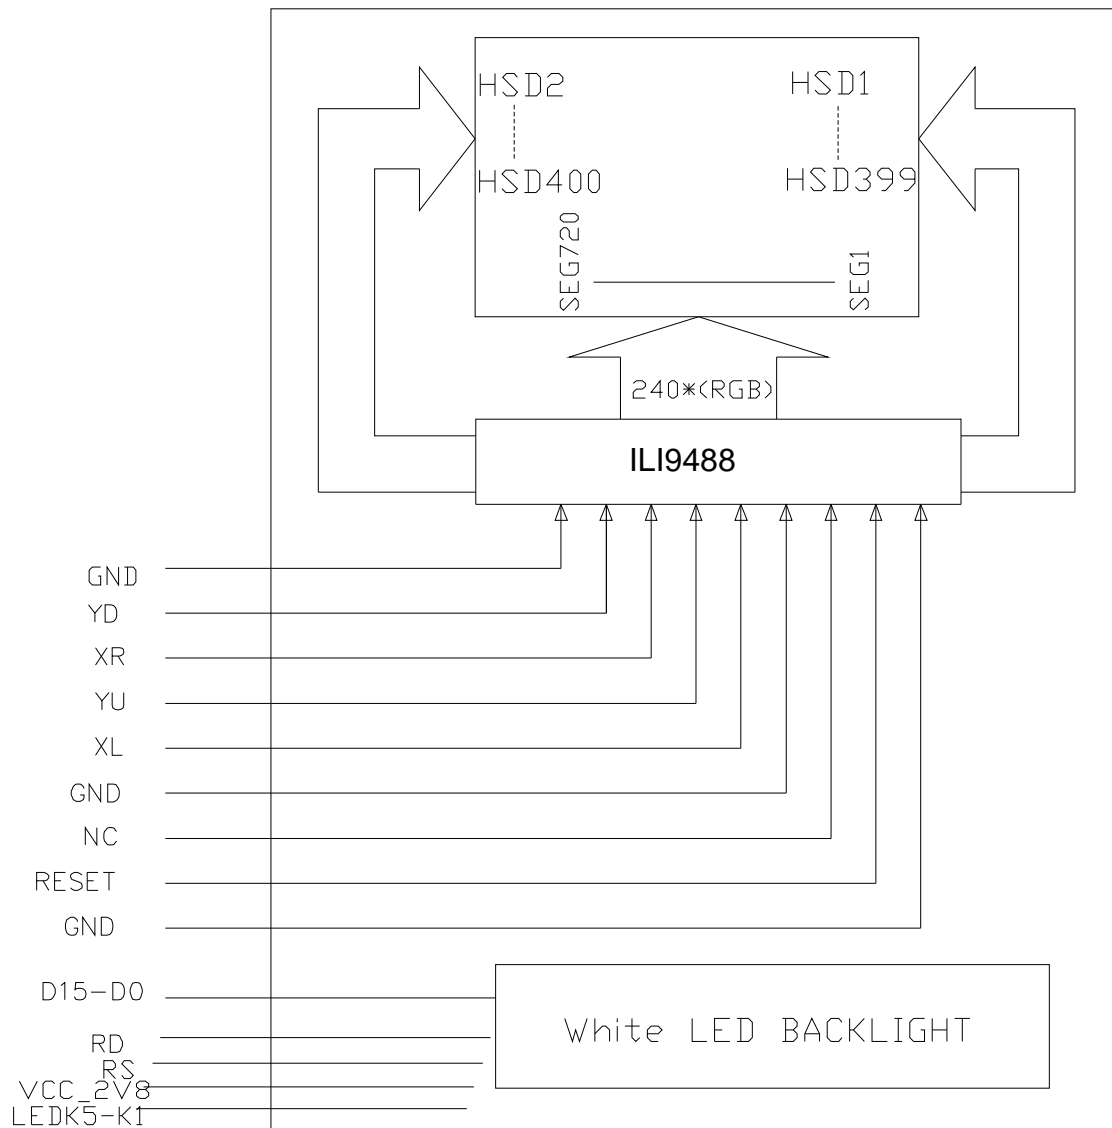 HSD2
HSD1
HSD400
HSD399
SEG720
SEG1
240*(RGB)
ILI9488
GND
YD
XR
YU
XL
GND
NC
RESET
GND
D15-D0
White LED BACKLIGHT
RD
RS
VCC_2V8
LEDK5-K1